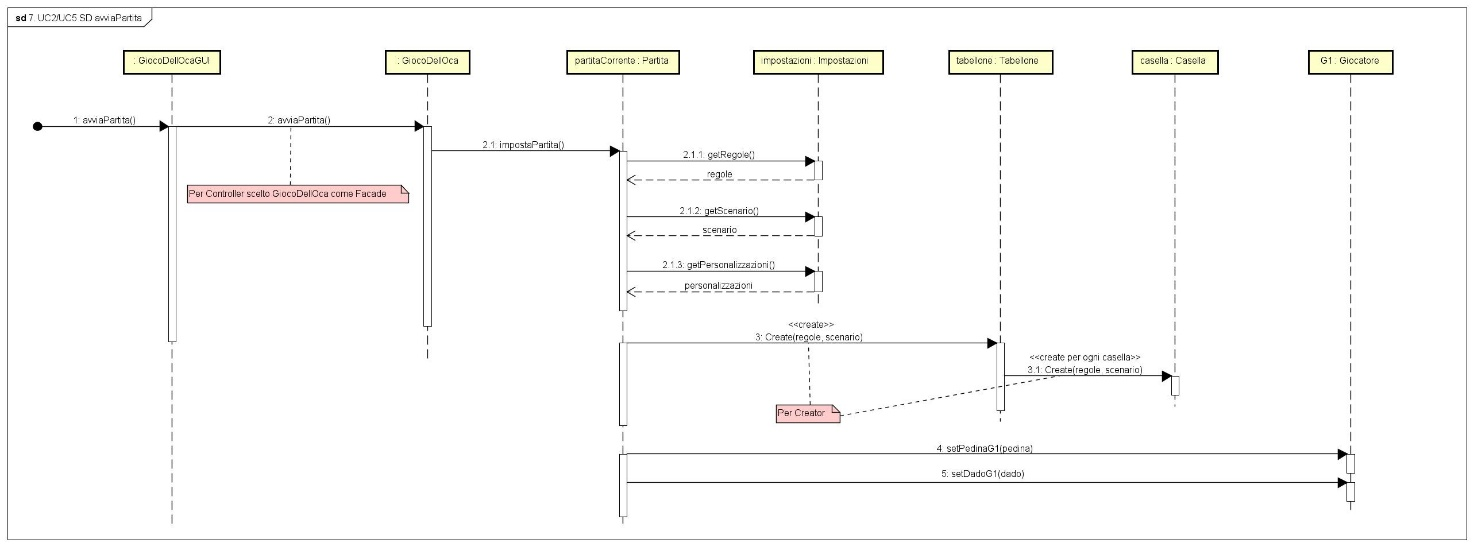 sd 7. UC2/UC5 SD avviaPartita
: GiocoDellOcaGUI
: GiocoDellOca
partitaCorrente : Partita
impostazioni : Impostazioni
tabellone : Tabellone
casella : Casella
G1 : Giocatore
1: avviaPartita()
2: avviaPartita()
2.1: impostaPartita()
2.1.1: getRegole()
regole
Per Controller scelto GiocoDellOca come Facade
2.1.2: getScenario()
scenario
2.1.3: getPersonalizzazioni()
personalizzazioni
<<create>>
3: Create(regole, scenario)
<<create per ogni casella>>
3.1: Create(regole, scenario)
Per Creator
4: setPedinaG1(pedina)
5: setDadoG1(dado)